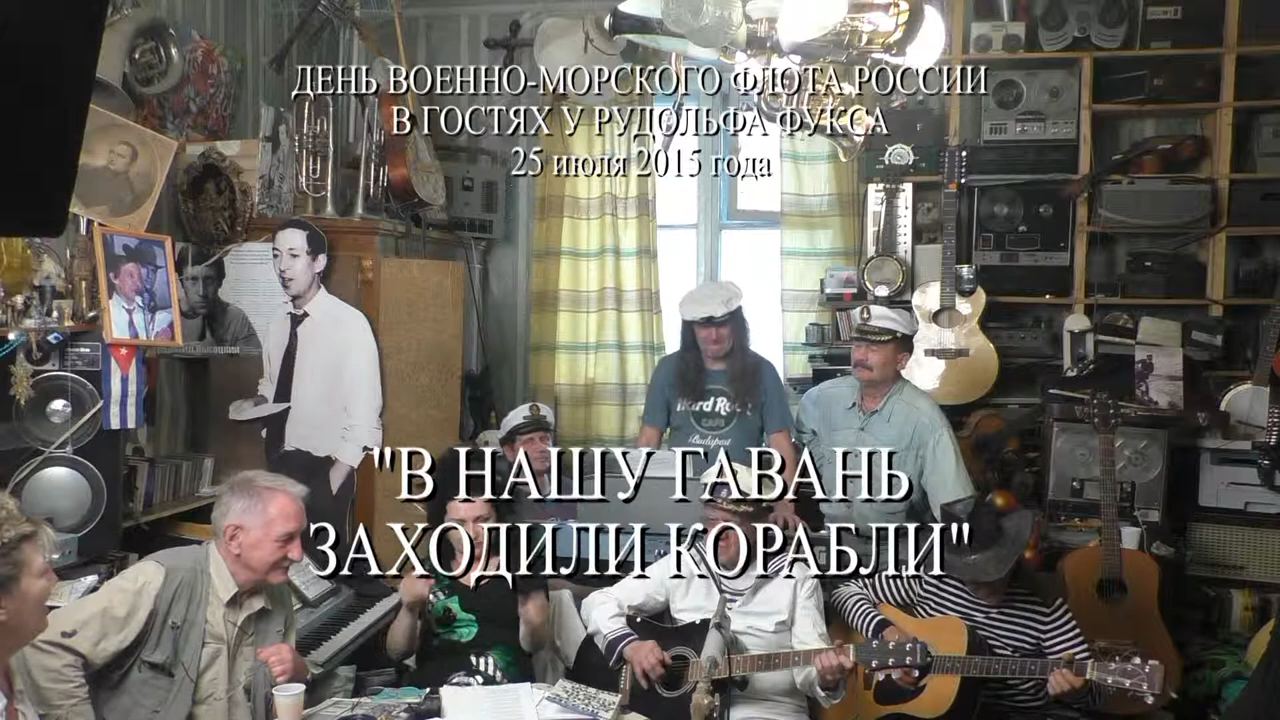 ДЕНЬ ВОЕННО-МОРСКОГО ФЛОТА РОССИИ
В ГОСТЯХ У РУДОЛЬФА ФУКСА
25 июля 2015 года
Hard Rock
CAFE
Budapest
"В НАШУ ГАВАНЬ
ЗАХОДИЛИ КОРАБЛИ"